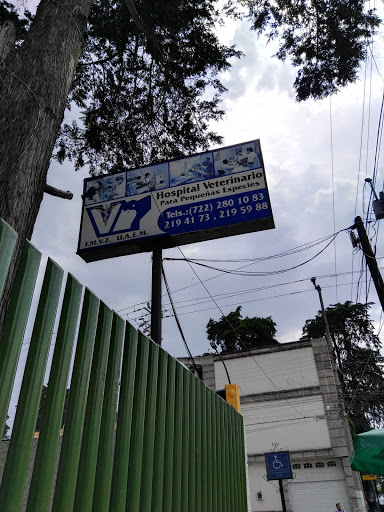 Hospital Veterinario
Para Pequeñas Especies
Tels.:(722) 280 10 83
219 41 73, 219 59 88
F.M.V.Z. U.A.E.M.